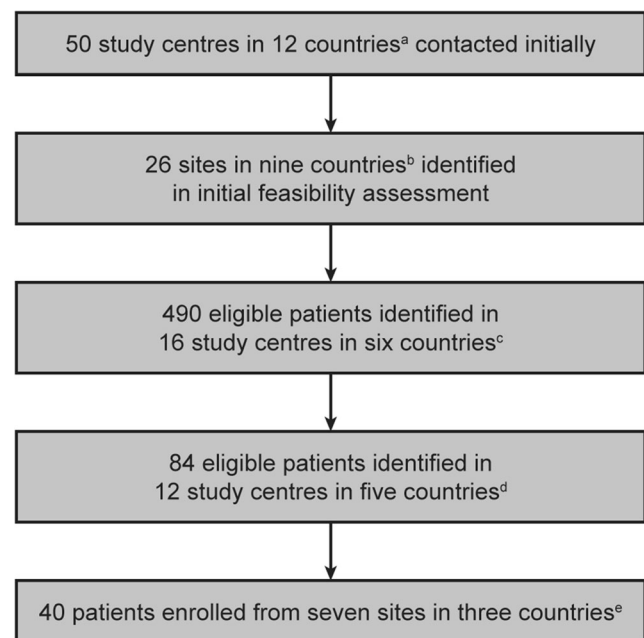 50 study centres in 12 countriesᵃ contacted initially
26 sites in nine countriesᵇ identified
in initial feasibility assessment
490 eligible patients identified in
16 study centres in six countriesᶜ
84 eligible patients identified in
12 study centres in five countriesᵈ
40 patients enrolled from seven sites in three countriesᵉ